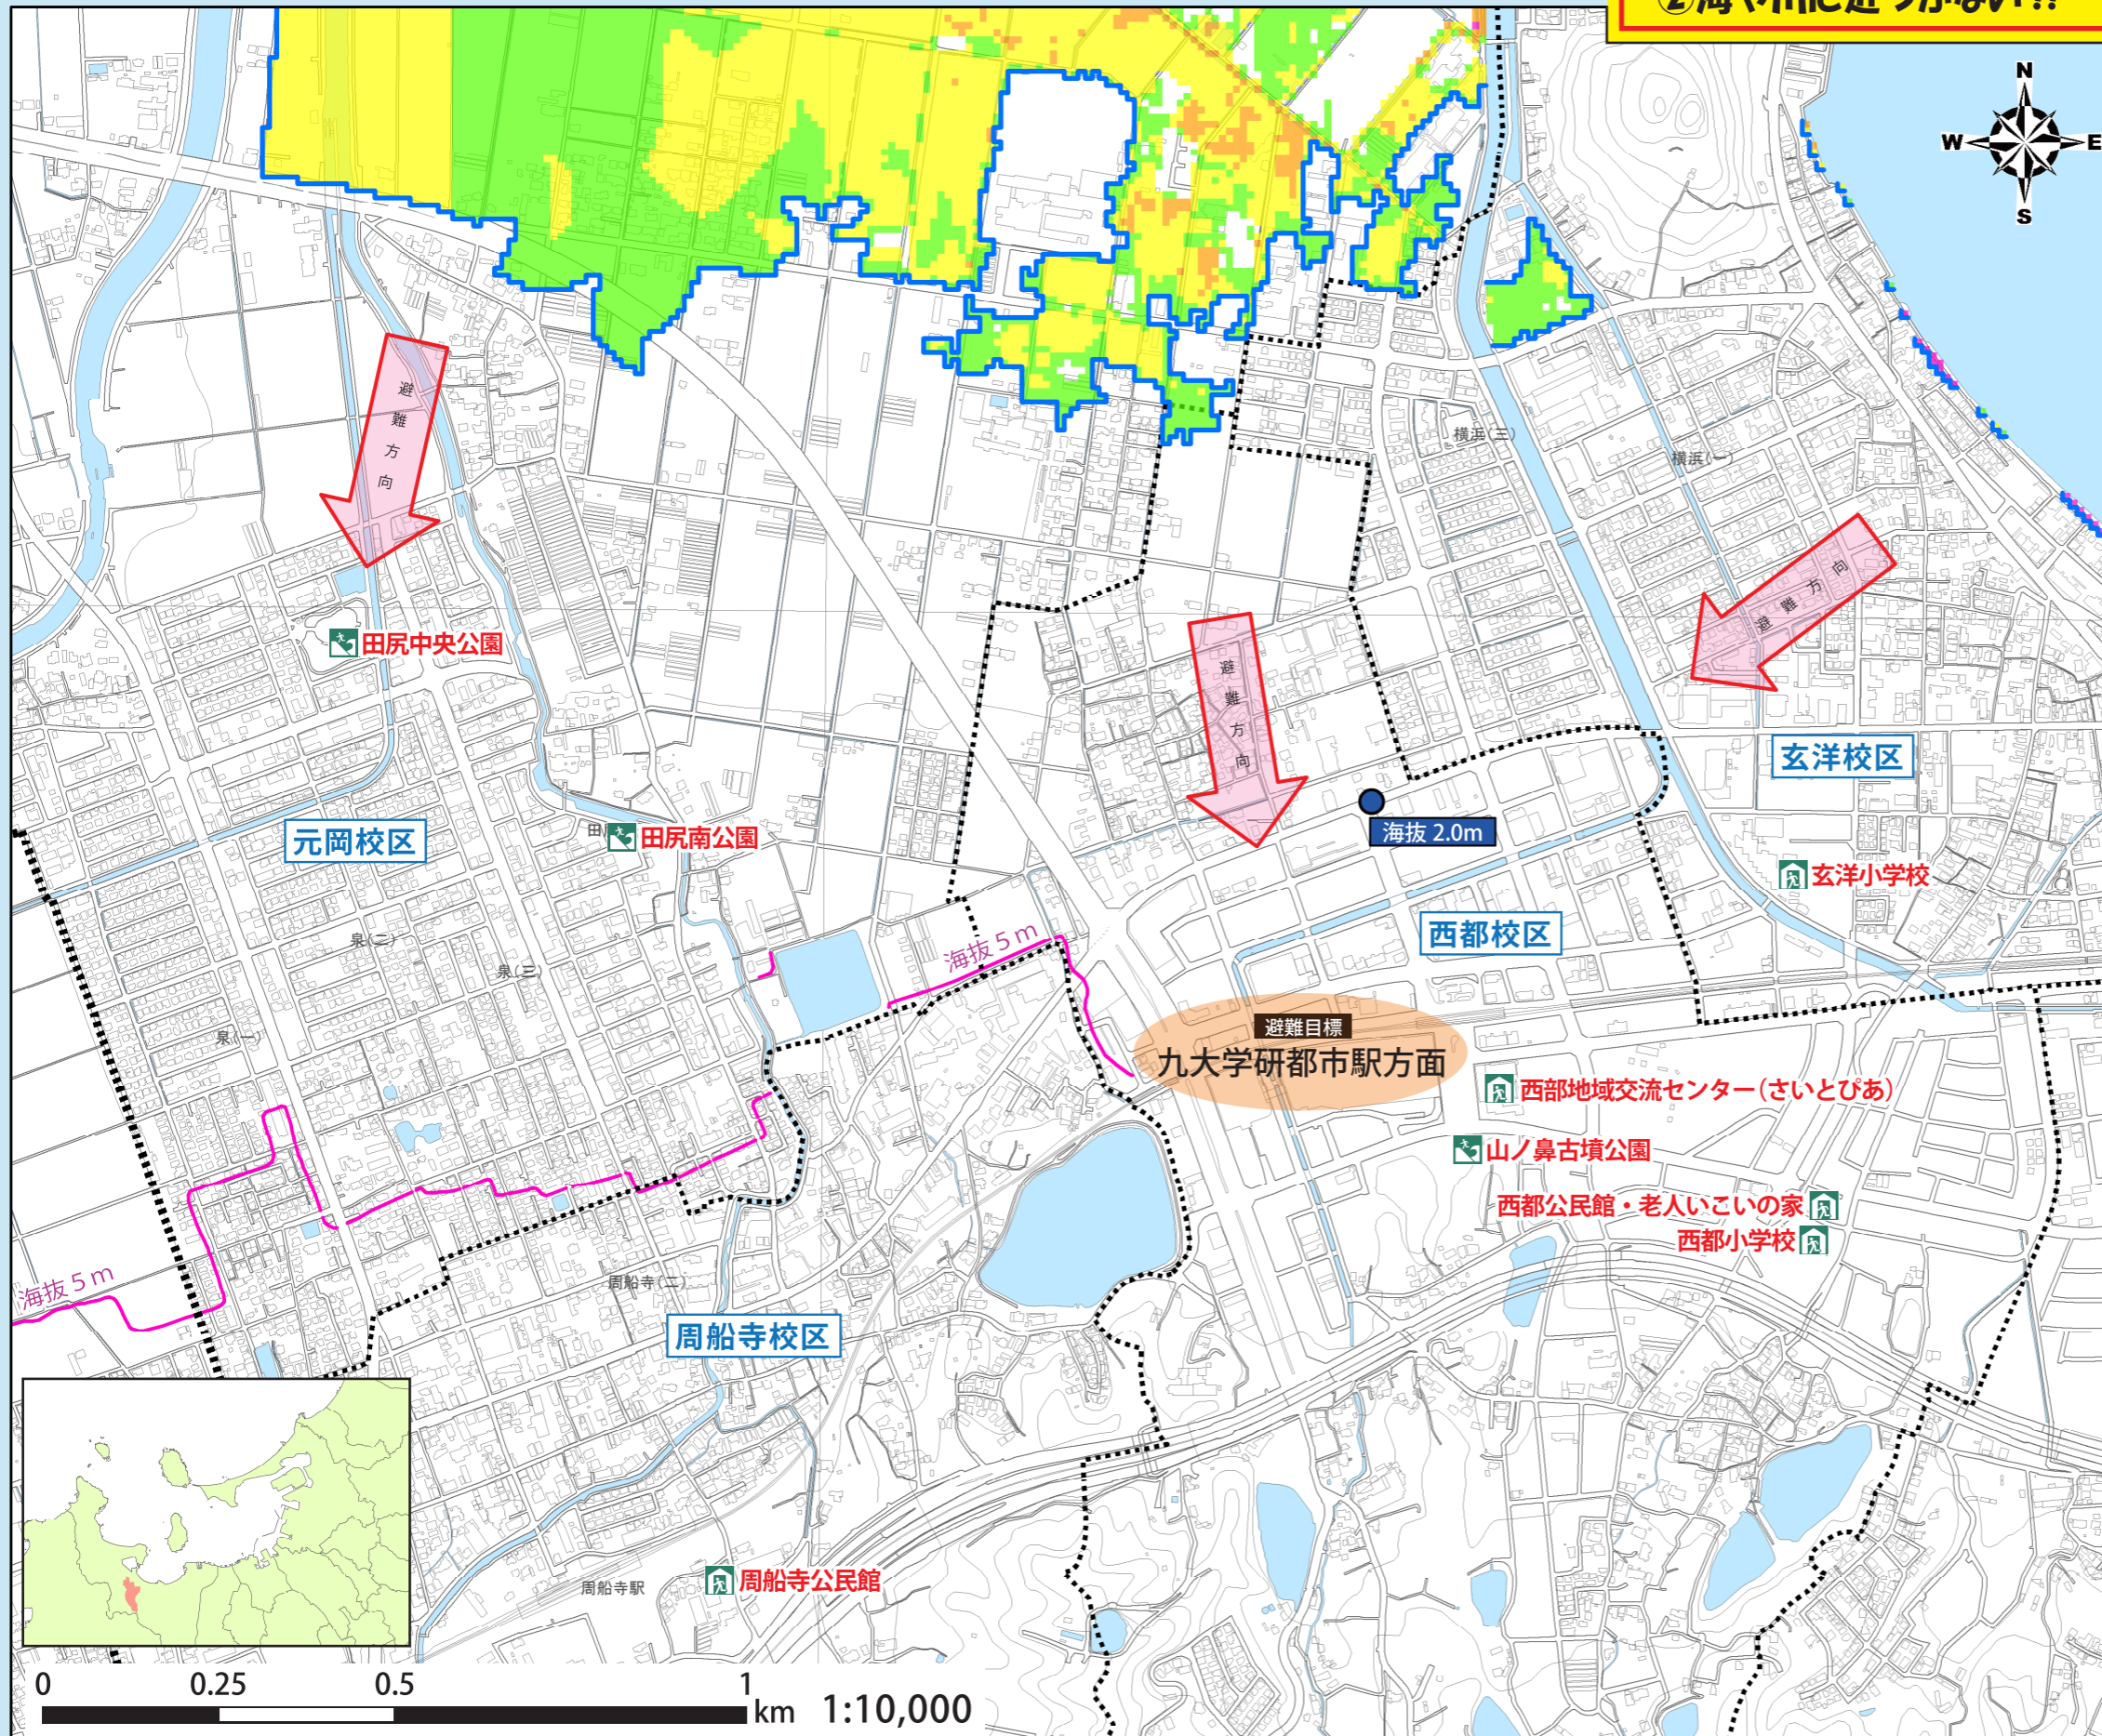 ②海や川に近づかない!!
N
W
E
S
避難方向
横浜(三)
横浜(一)
避難方向
田尻中央公園
避難方向
玄洋校区
海抜 2.0m
元岡校区
田尻南公園
玄洋小学校
西都校区
泉(二)
海抜5m
泉(三)
泉(一)
避難目標
九大学研都市駅方面
西部地域交流センター(さいとぴあ)
山ノ鼻古墳公園
西都公民館・老人いこいの家
西都小学校
海抜5m
周船寺(二)
周船寺校区
周船寺駅
周船寺公民館
0
0.25
0.5
1
km
1:10,000